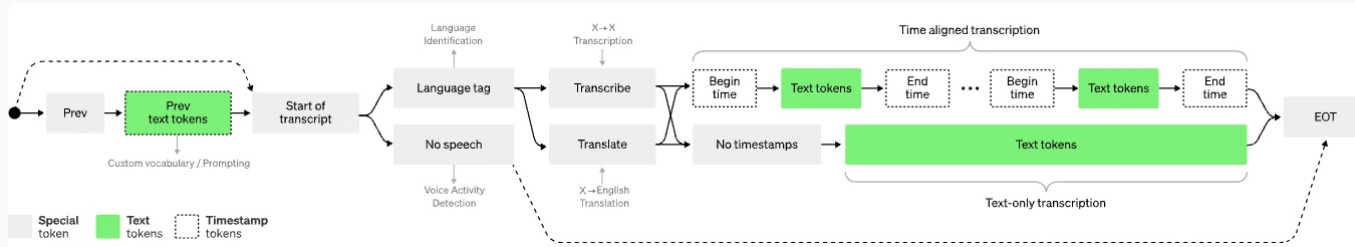 Language
Identification
X→X
Transcription
Time aligned transcription
Prev
Prev
text tokens
Start of
transcript
Language tag
Transcribe
Begin
time
Text tokens
End
time
•••
Begin
time
Text tokens
End
time
EOT
Custom vocabulary / Prompting
No speech
Translate
No timestamps
Text tokens
Voice Activity
Detection
X→English
Translation
Text-only transcription
Special
token
Text
tokens
Timestamp
tokens